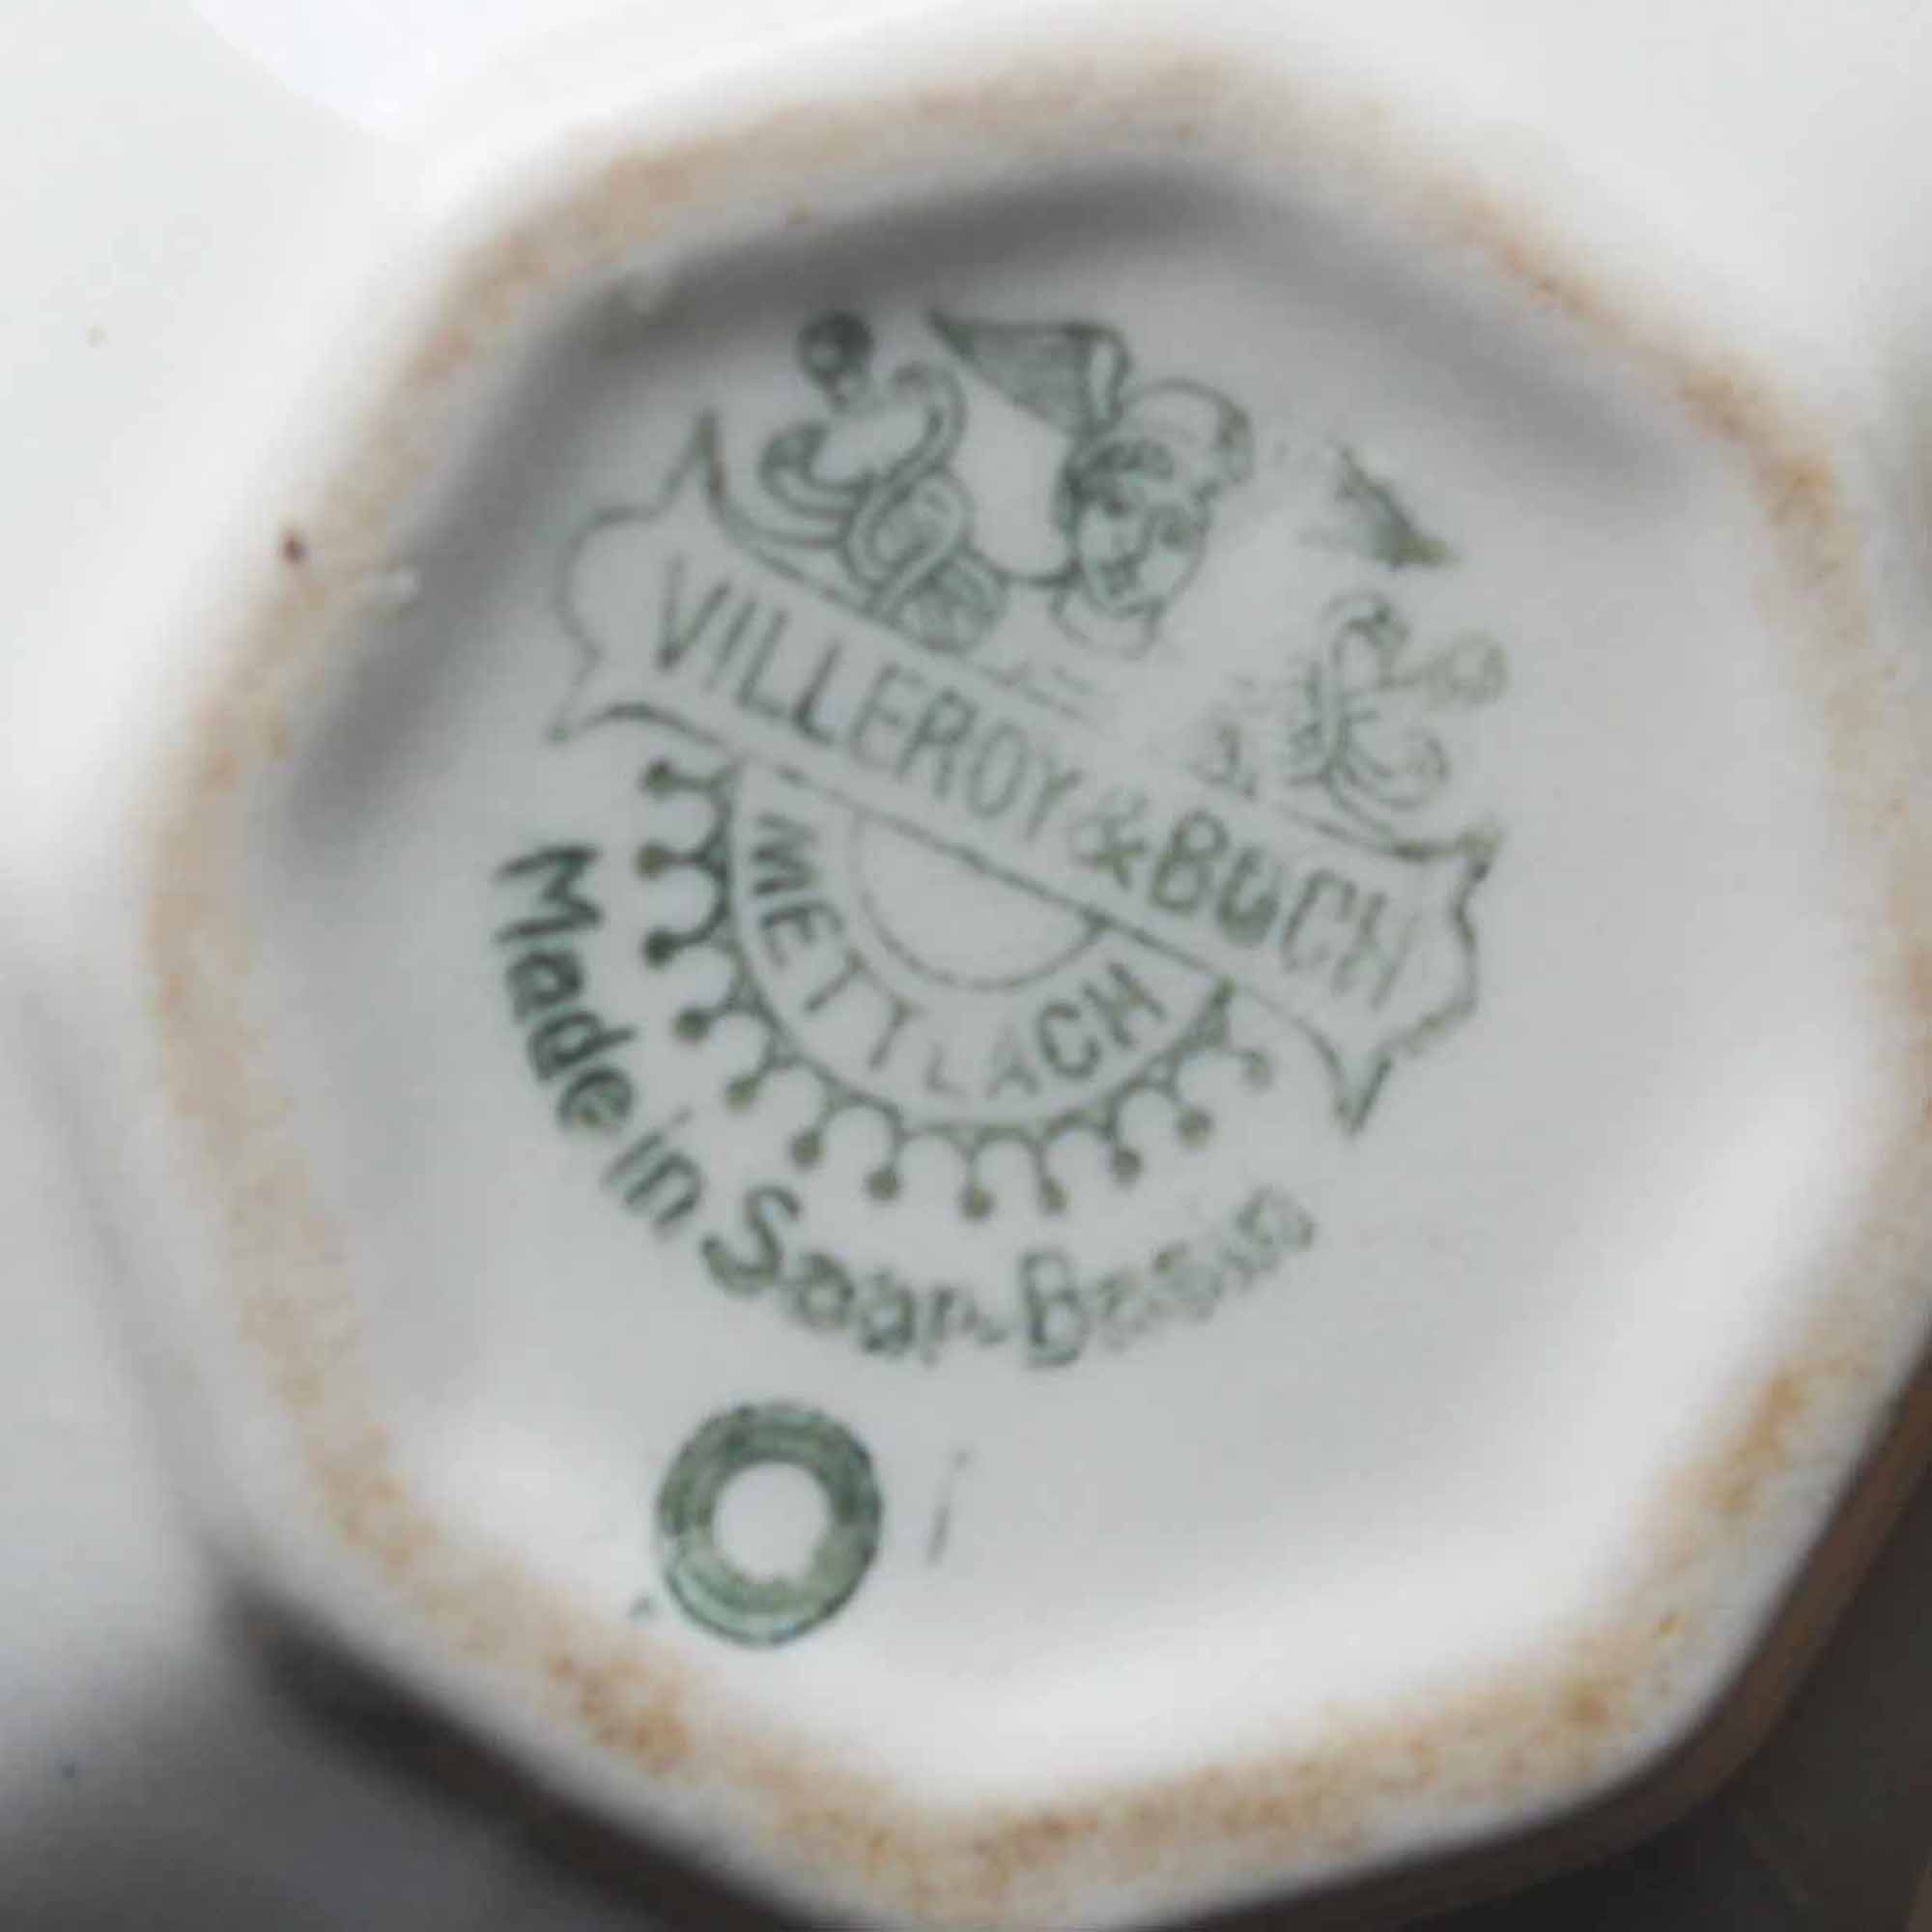 VILLEROY & BOCH
METTLACH
Made in Saar-Basin